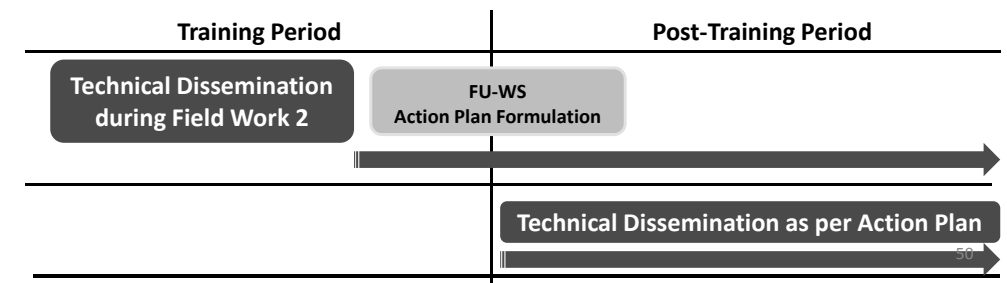 Training Period
Post-Training Period
Technical Dissemination
during Field Work 2
FU-WS
Action Plan Formulation
Technical Dissemination as per Action Plan
50